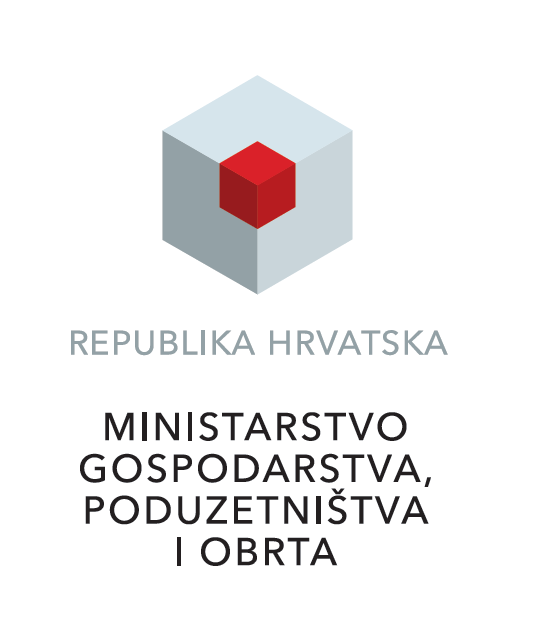 REPUBLIKA HRVATSKA
MINISTARSTVO
GOSPODARSTVA,
PODUZETNIŠTVA
I OBRTA